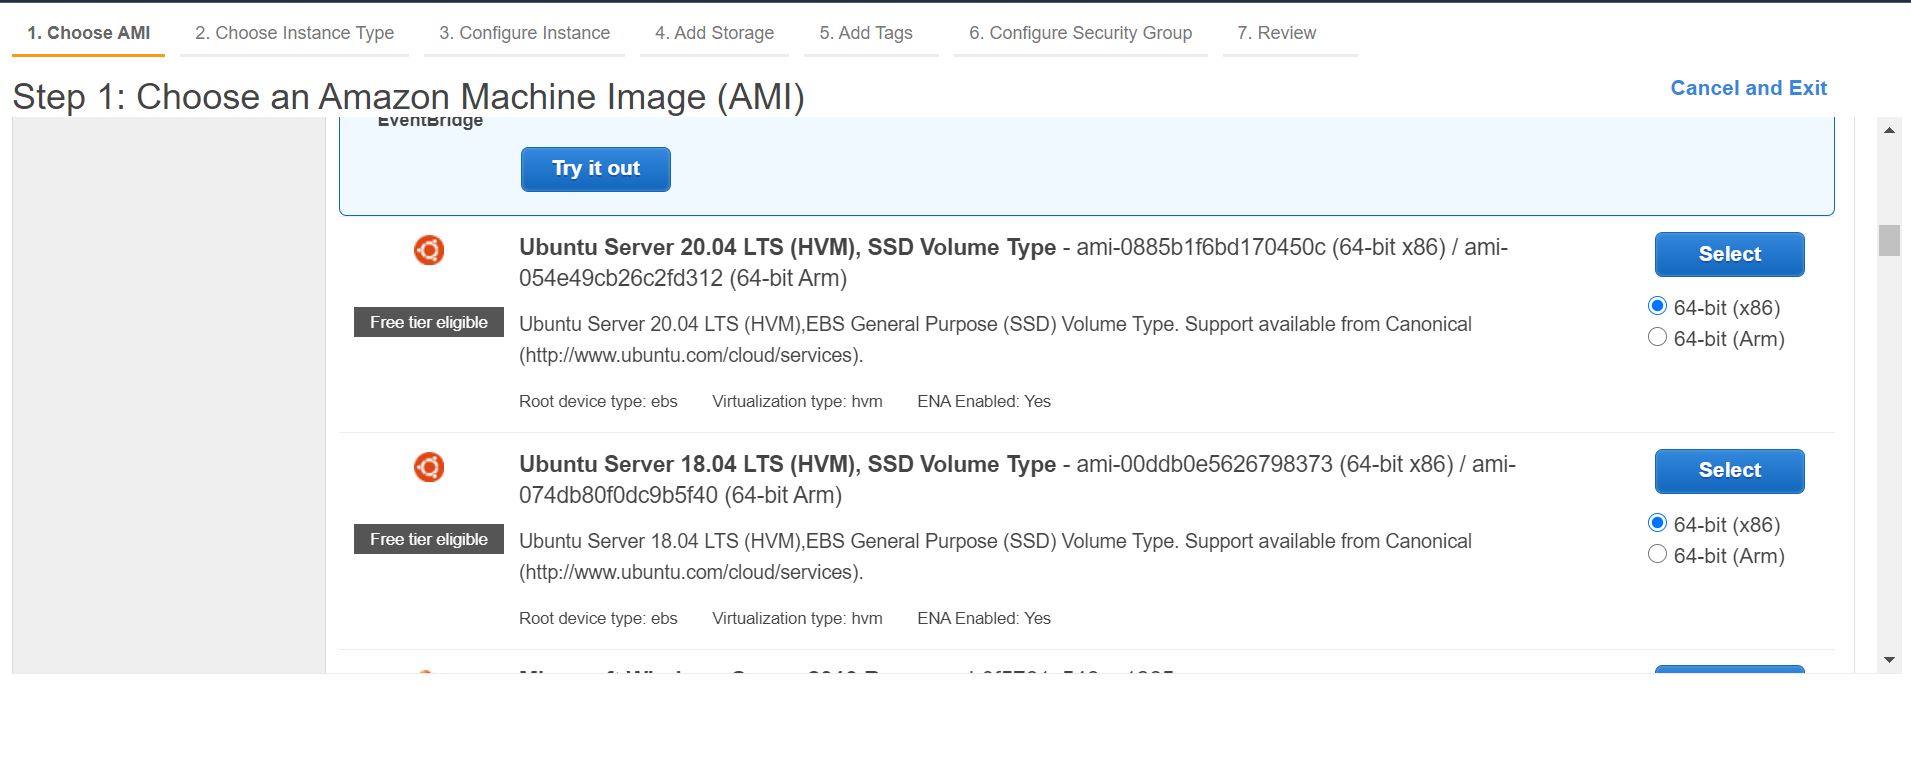 1. Choose AMI 2. Choose Instance Type 3. Configure Instance 4. Add Storage 5. Add Tags 6. Configure Security Group 7. Review
Step 1: Choose an Amazon Machine Image (AMI)
Cancel and Exit
EventBridge
Try it out
Ubuntu Server 20.04 LTS (HVM), SSD Volume Type - ami-0885b1f6bd170450c (64-bit x86) / ami-
054e49cb26c2fd312 (64-bit Arm)
Select
Free tier eligible
Ubuntu Server 20.04 LTS (HVM),EBS General Purpose (SSD) Volume Type. Support available from Canonical
(http://www.ubuntu.com/cloud/services).
64-bit (x86)
64-bit (Arm)
Root device type: ebs Virtualization type: hvm ENA Enabled: Yes
Ubuntu Server 18.04 LTS (HVM), SSD Volume Type - ami-00ddb0e5626798373 (64-bit x86) / ami-
074db80f0dc9b5f40 (64-bit Arm)
Select
Free tier eligible
Ubuntu Server 18.04 LTS (HVM),EBS General Purpose (SSD) Volume Type. Support available from Canonical
(http://www.ubuntu.com/cloud/services).
64-bit (x86)
64-bit (Arm)
Root device type: ebs Virtualization type: hvm ENA Enabled: Yes